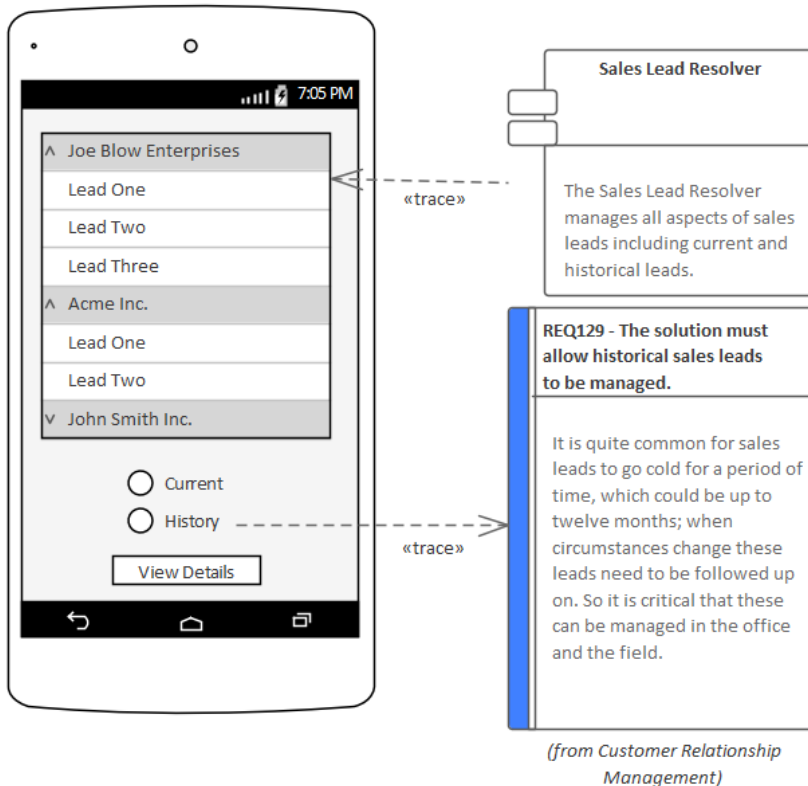 7:05 PM
Joe Blow Enterprises
Lead One
Lead Two
Lead Three
Acme Inc.
Lead One
Lead Two
John Smith Inc.
Current
History
View Details
«trace»
«trace»
Sales Lead Resolver
The Sales Lead Resolver
manages all aspects of sales
leads including current and
historical leads.
REQ129 - The solution must
allow historical sales leads
to be managed.
It is quite common for sales
leads to go cold for a period of
time, which could be up to
twelve months; when
circumstances change these
leads need to be followed up
on. So it is critical that these
can be managed in the office
and the field.
(from Customer Relationship
Management)